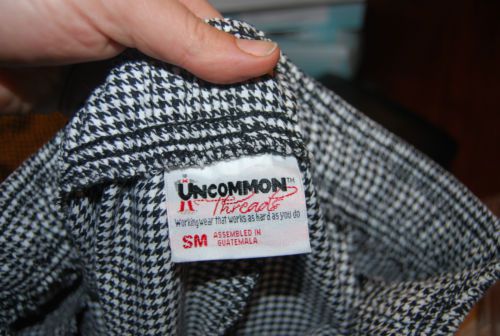 UNCOMMON™
Threads
Workingwear that works as hard as you do
SM ASSEMBLED IN
GUATEMALA